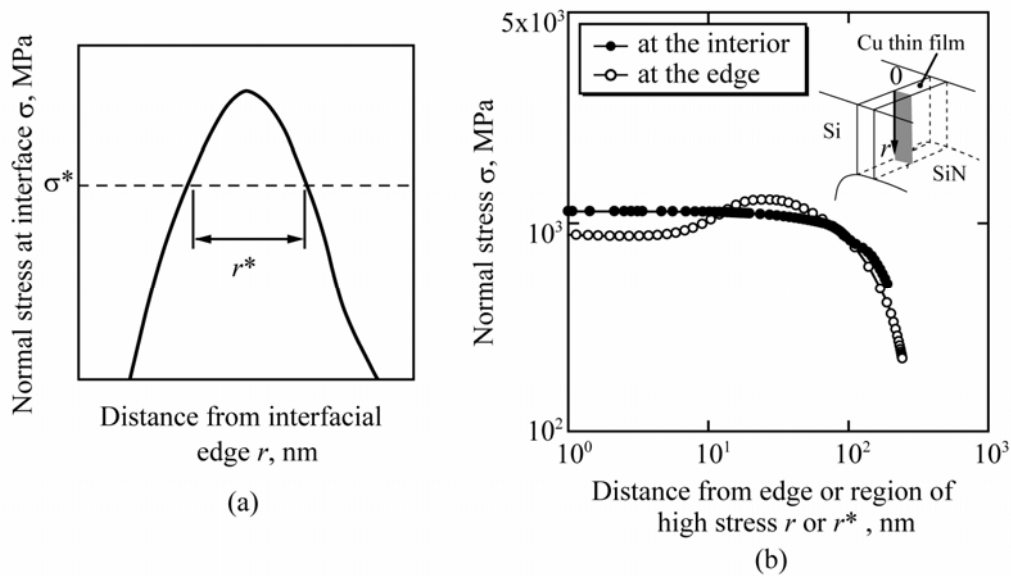 Normal stress at interface σ, MPa
σ*
r*
Distance from interfacial
edge r, nm
(a)
5x10³
at the interior
at the edge
Cu thin film
0
Si
r
SiN
Normal stress σ, MPa
10³
10²
10⁰
10¹
10²
10³
Distance from edge or region of
high stress r or r* , nm
(b)